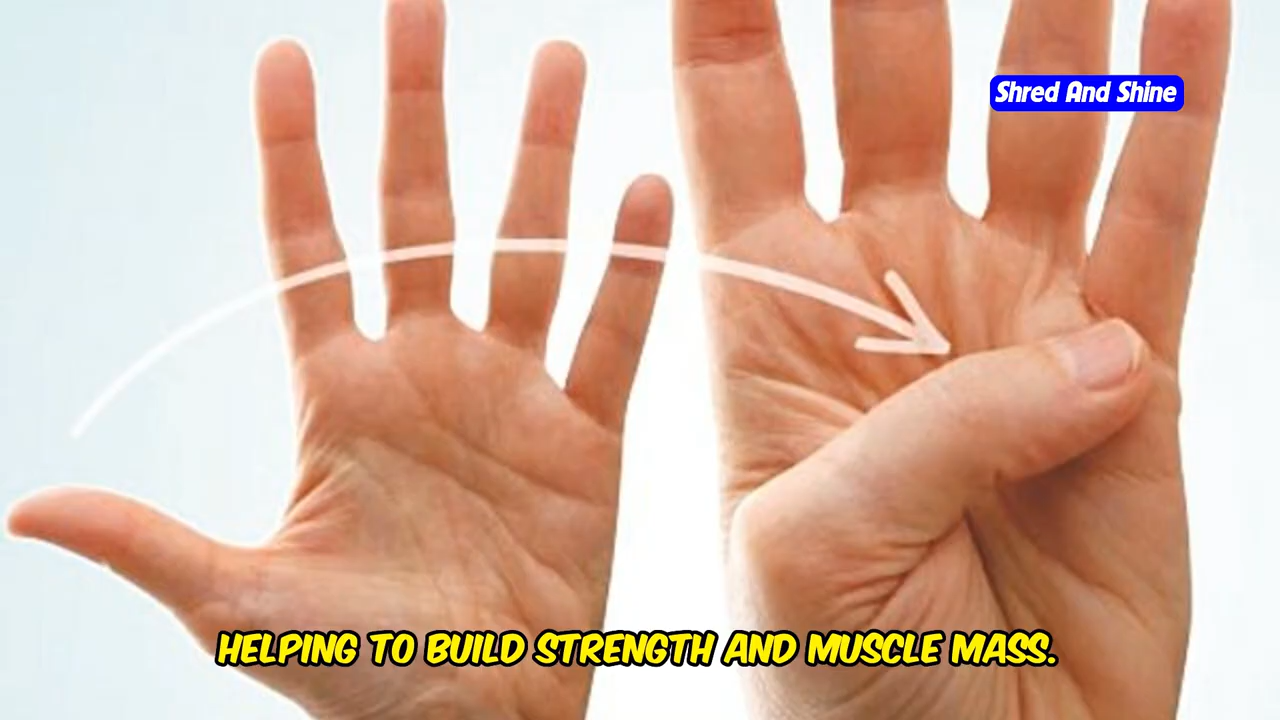 Shred And Shine
HELPING TO BUILD STRENGTH AND MUSCLE MASS.